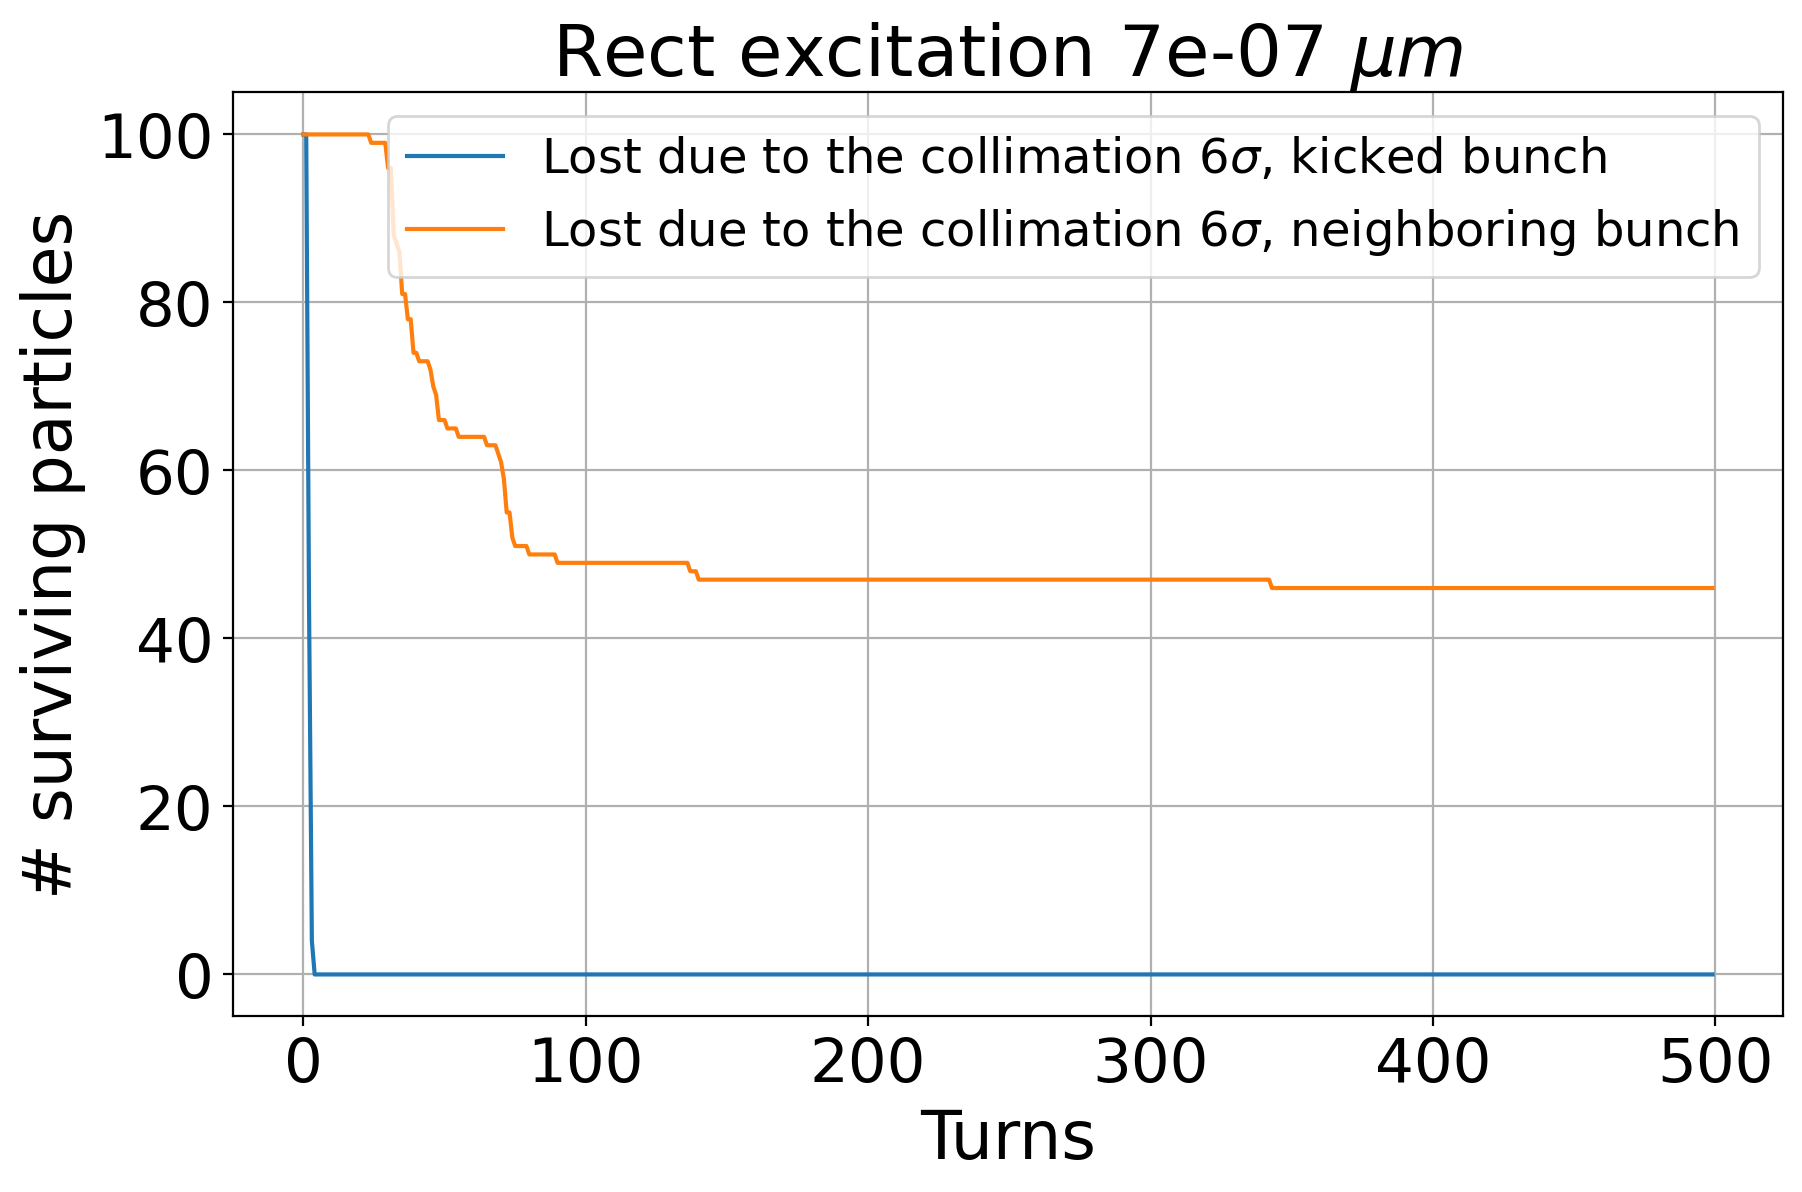 Rect excitation 7e-07 μm
Lost due to the collimation 6σ, kicked bunch
Lost due to the collimation 6σ, neighboring bunch
# surviving particles
100
80
60
40
20
0
0 100 200 300 400 500
Turns